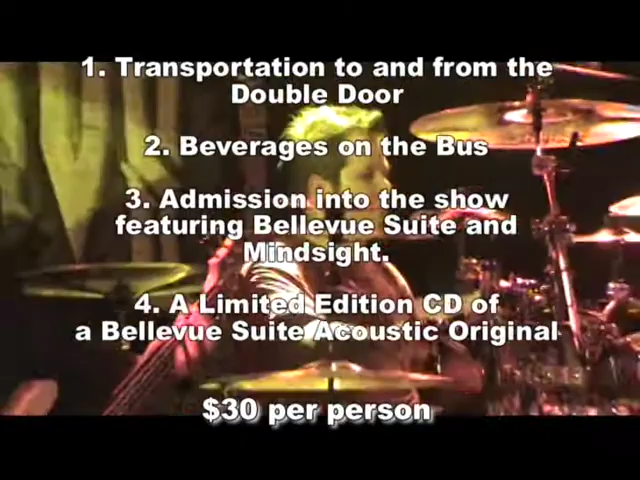 1. Transportation to and from the
Double Door
2. Beverages on the Bus
3. Admission into the show
featuring Bellevue Suite and
Mindsight.
4. A Limited Edition CD of
a Bellevue Suite Acoustic Original
$30 per person